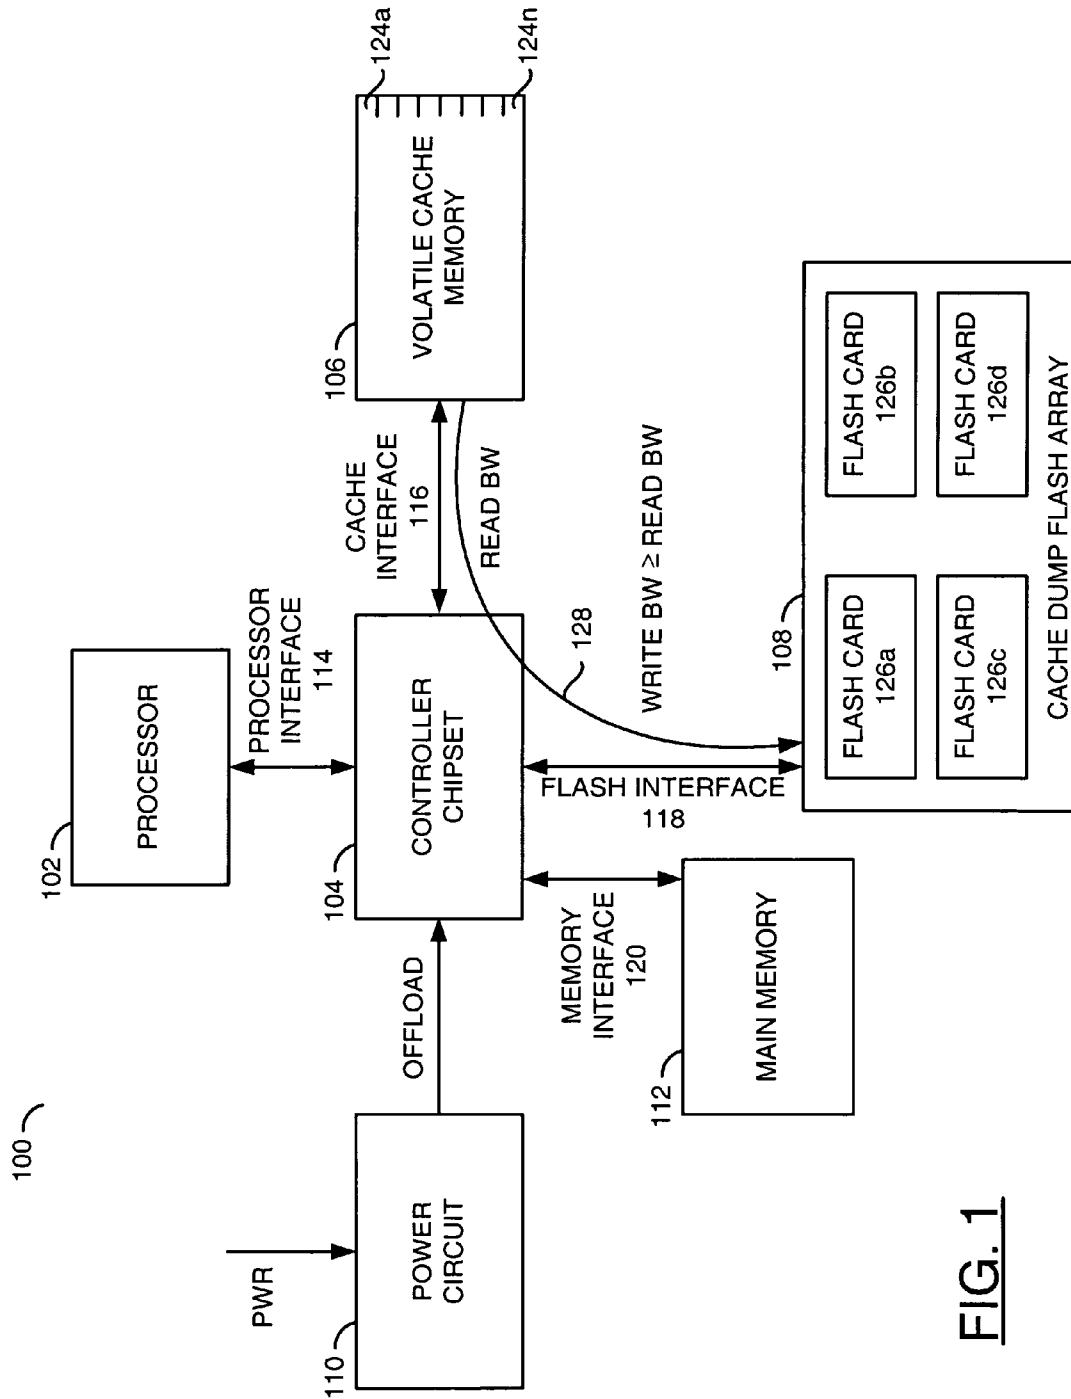 100
PWR
110
POWER
CIRCUIT
OFFLOAD
102
PROCESSOR
PROCESSOR
INTERFACE
114
104
CONTROLLER
CHIPSET
CACHE
INTERFACE
116
106
VOLATILE CACHE
MEMORY
124a
124n
READ BW
128
WRITE BW ≥ READ BW
MEMORY
INTERFACE
120
FLASH INTERFACE
118
112
MAIN MEMORY
108
FLASH CARD
126a
FLASH CARD
126b
FLASH CARD
126c
FLASH CARD
126d
CACHE DUMP FLASH ARRAY
FIG. 1